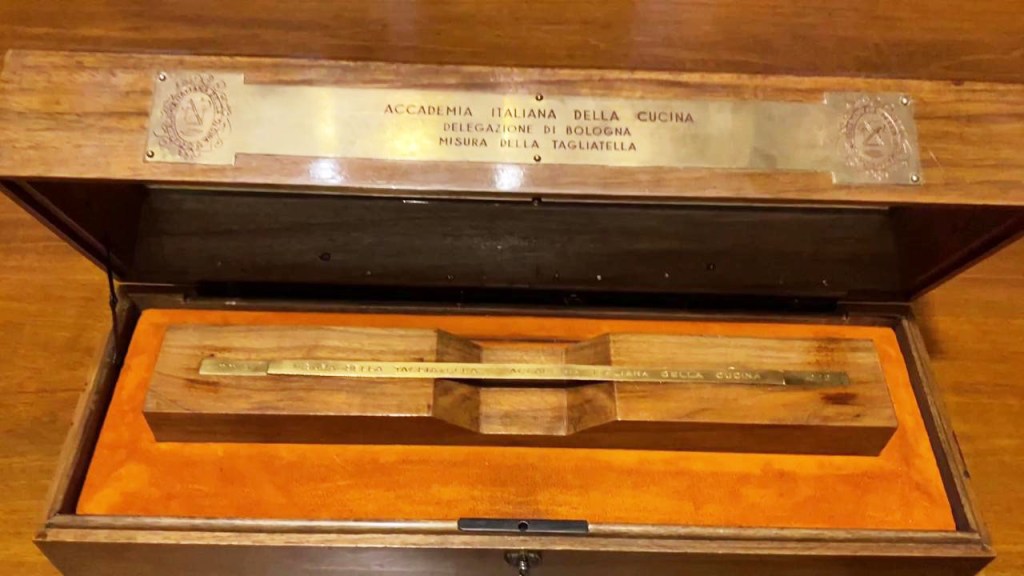 ACCADEMIA ITALIANA DELLA CUCINA
DELEGAZIONE DI BOLOGNA
MISURA DELLA TAGLIATELLA
ITALIANA DELLA CUCINA